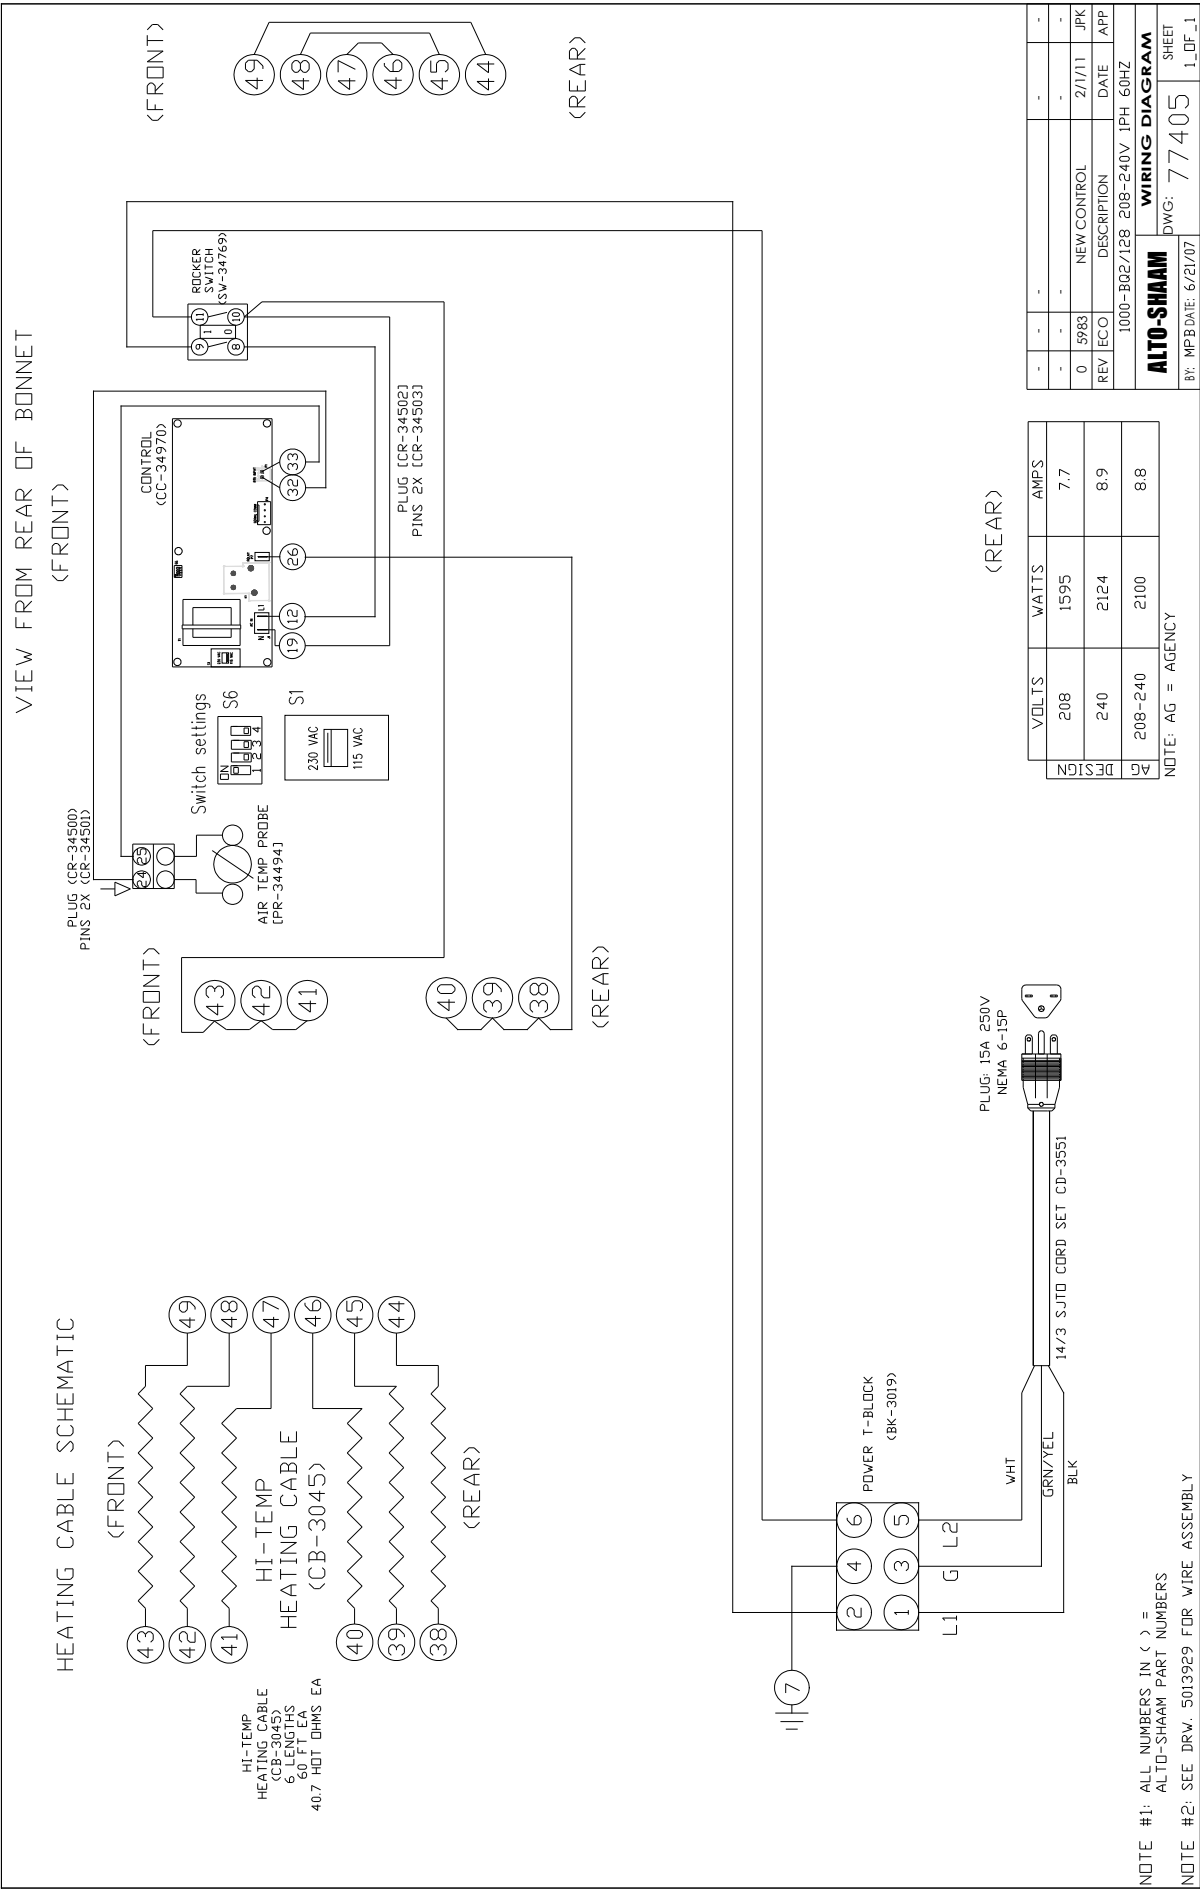 VIEW FROM REAR OF BONNET
(FRONT)
HEATING CABLE SCHEMATIC
(FRONT)
43
42
41
40
39
38
49
48
47
46
45
44
HI-TEMP
HEATING CABLE
(CB-3045)
(REAR)
HI-TEMP
HEATING CABLE
(CB-3045)
6 LENGTHS
60 FT EA
40.7 HOT OHMS EA
(FRONT)
43
42
41
40
39
38
(REAR)
PLUG (CR-34500)
PINS 2X (CR-34501)
24 25
AIR TEMP PROBE
[PR-34494]
Switch settings
S6
ON
1 2 3 4
S1
230 VAC
115 VAC
CONTROL
(CC-34970)
N L1
19 12 26 32 33
PLUG [CR-34502]
PINS 2X [CR-34503]
ROCKER
SWITCH
(SW-34769)
9 11
1
0
8 10
(FRONT)
49
48
47
46
45
44
(REAR)
(REAR)
7
2 4 6
1 3 5
L1 G L2
POWER T-BLOCK
(BK-3019)
WHT
GRN/YEL
BLK
14/3 SJTO CORD SET CD-3551
PLUG: 15A 250V
NEMA 6-15P
VOLTS WATTS AMPS
DESIGN
208 1595 7.7
240 2124 8.9
AG 208-240 2100 8.8
NOTE: AG = AGENCY
NOTE #1: ALL NUMBERS IN ( ) =
ALTO-SHAAM PART NUMBERS
NOTE #2: SEE DRW. 5013929 FOR WIRE ASSEMBLY
- - - - -
- - - - -
0 5983 NEW CONTROL 2/1/11 JPK
REV ECO DESCRIPTION DATE APP
1000-BQ2/128 208-240V 1PH 60HZ
ALTO-SHAAM
WIRING DIAGRAM
BY: MPB DATE: 6/21/07
DWG: 77405
SHEET
1_OF_1